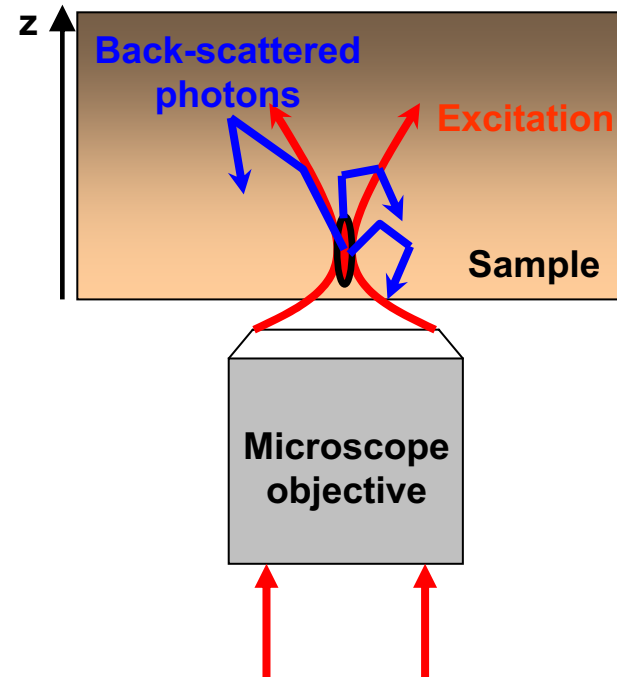 z
Back-scattered
photons
Excitation
Sample
Microscope
objective